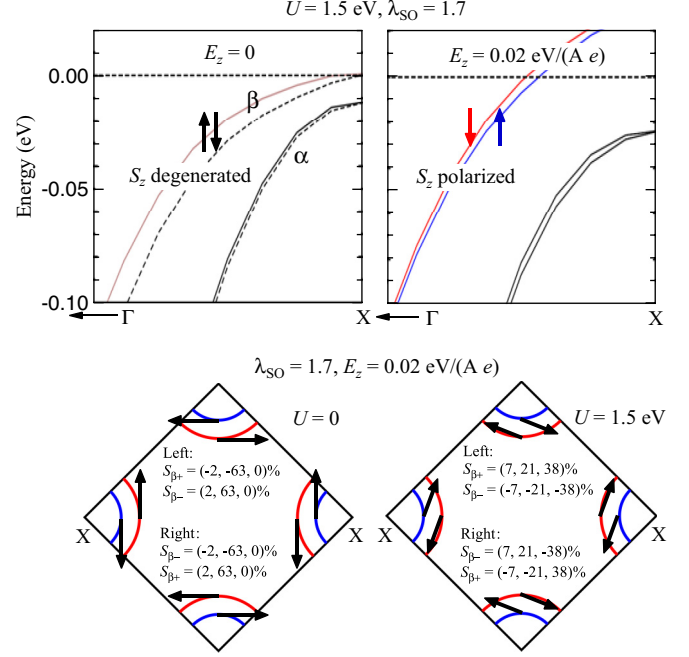 U = 1.5 eV, λSO = 1.7
Ez = 0
Ez = 0.02 eV/(A e)
0.00
β
α
Sz degenerated
Sz polarized
Energy (eV)
-0.05
-0.10
Γ
X
Γ
X
λSO = 1.7, Ez = 0.02 eV/(A e)
U = 0
U = 1.5 eV
Left:
Sβ+ = (-2, -63, 0)%
Sβ− = (2, 63, 0)%
Right:
Sβ− = (-2, -63, 0)%
Sβ+ = (2, 63, 0)%
X
X
Left:
Sβ+ = (7, 21, 38)%
Sβ− = (-7, -21, -38)%
Right:
Sβ− = (7, 21, -38)%
Sβ+ = (-7, -21, 38)%
X
X